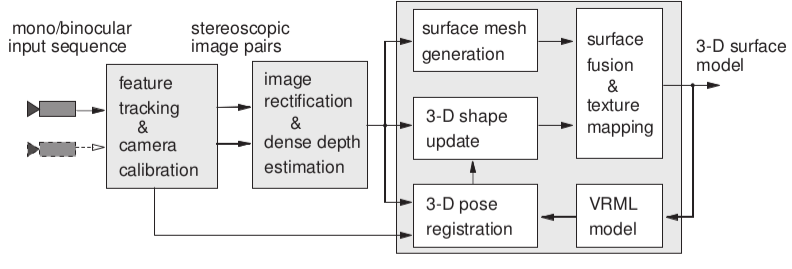 mono/binocular
input sequence
stereoscopic
image pairs
feature
tracking
&
camera
calibration
image
rectification
&
dense depth
estimation
surface mesh
generation
3-D shape
update
3-D pose
registration
surface
fusion
&
texture
mapping
VRML
model
3-D surface
model